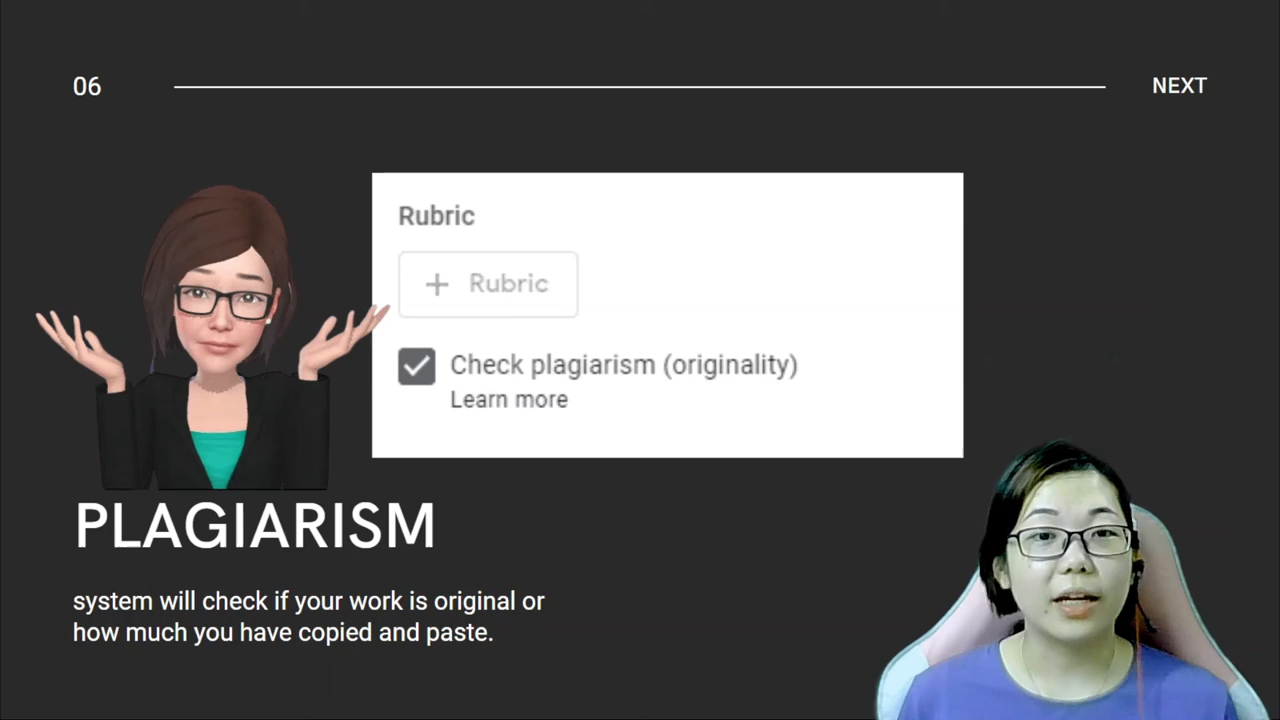 06
NEXT
Rubric
+ Rubric
Check plagiarism (originality)
Learn more
PLAGIARISM
system will check if your work is original or
how much you have copied and paste.